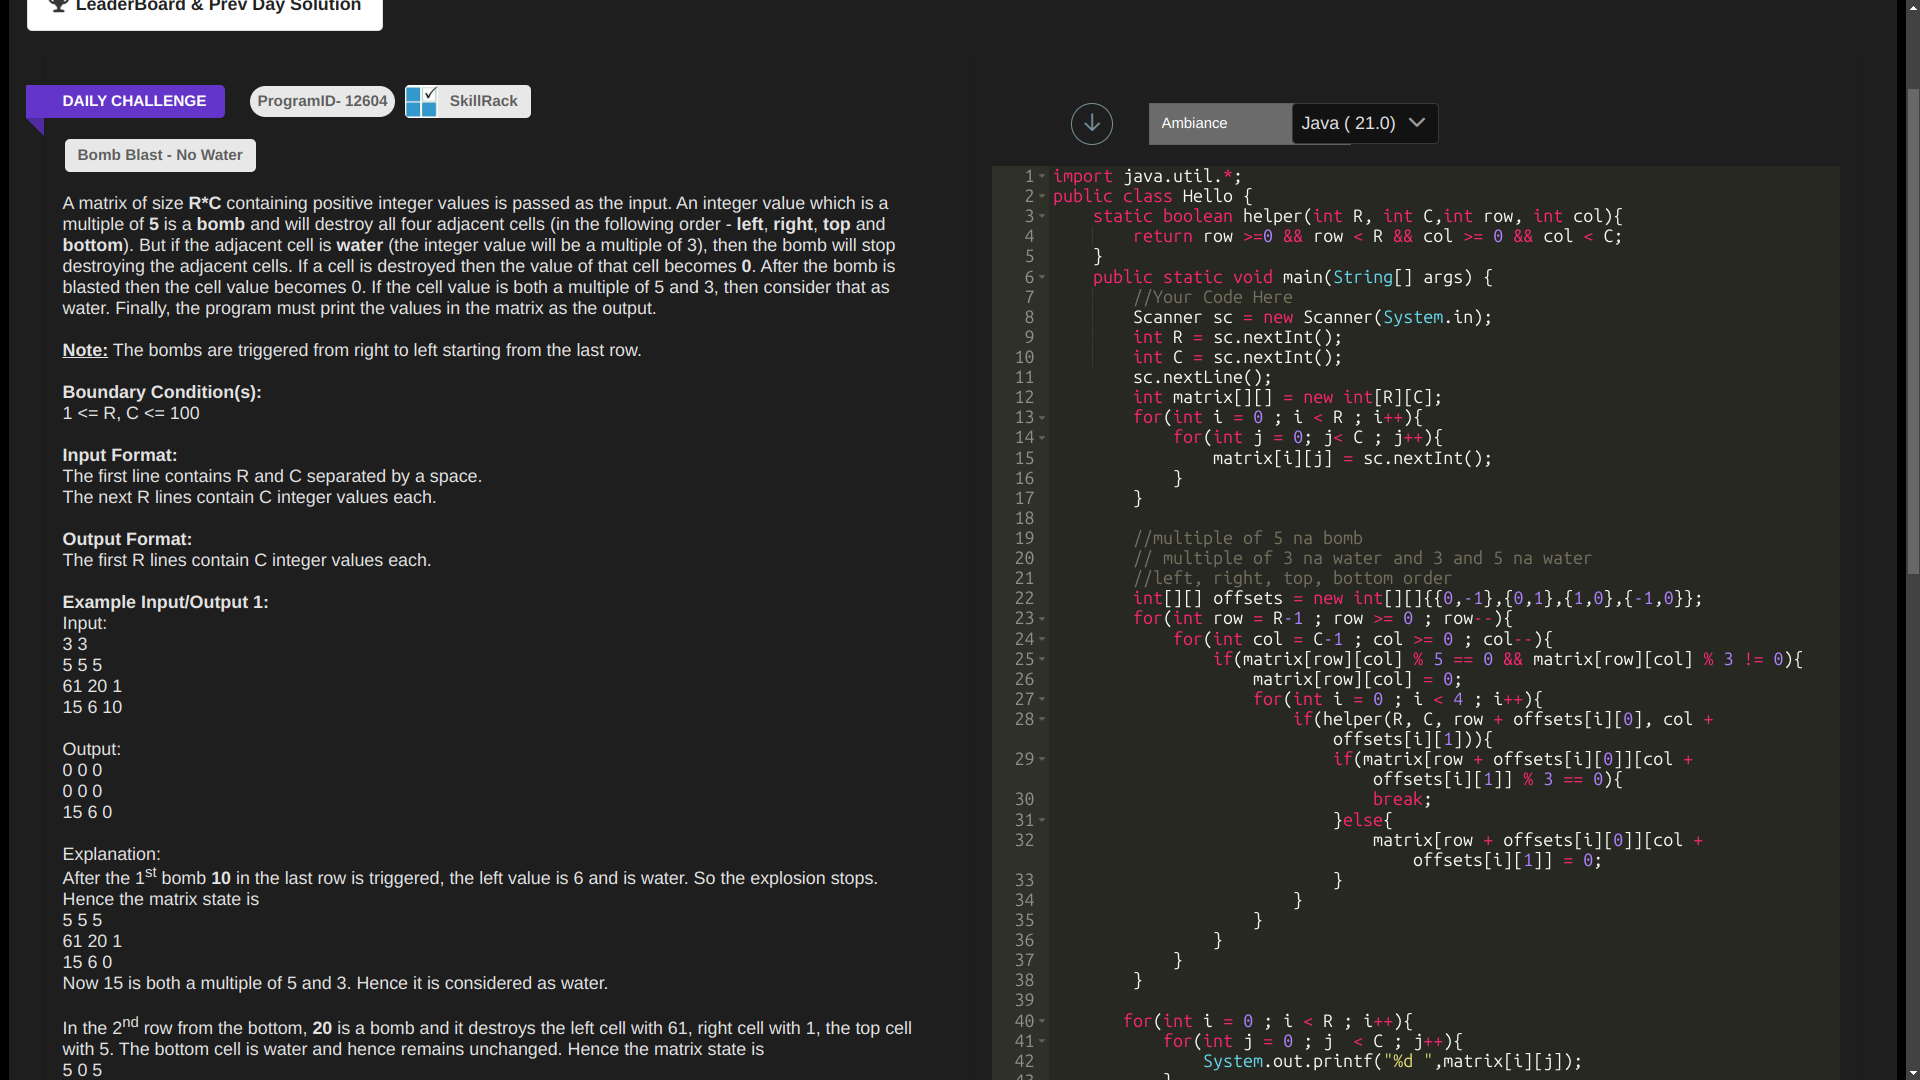 LeaderBoard & Prev Day Solution
DAILY CHALLENGE
ProgramID- 12604
SkillRack
Bomb Blast - No Water
A matrix of size R*C containing positive integer values is passed as the input. An integer value which is a
multiple of 5 is a bomb and will destroy all four adjacent cells (in the following order - left, right, top and
bottom). But if the adjacent cell is water (the integer value will be a multiple of 3), then the bomb will stop
destroying the adjacent cells. If a cell is destroyed then the value of that cell becomes 0. After the bomb is
blasted then the cell value becomes 0. If the cell value is both a multiple of 5 and 3, then consider that as
water. Finally, the program must print the values in the matrix as the output.
Note: The bombs are triggered from right to left starting from the last row.
Boundary Condition(s):
1 <= R, C <= 100
Input Format:
The first line contains R and C separated by a space.
The next R lines contain C integer values each.
Output Format:
The first R lines contain C integer values each.
Example Input/Output 1:
Input:
3 3
5 5 5
61 20 1
15 6 10
Output:
0 0 0
0 0 0
15 6 0
Explanation:
After the 1st bomb 10 in the last row is triggered, the left value is 6 and is water. So the explosion stops.
Hence the matrix state is
5 5 5
61 20 1
15 6 0
Now 15 is both a multiple of 5 and 3. Hence it is considered as water.
In the 2nd row from the bottom, 20 is a bomb and it destroys the left cell with 61, right cell with 1, the top cell
with 5. The bottom cell is water and hence remains unchanged. Hence the matrix state is
5 0 5
Ambiance
Java ( 21.0)
1 import java.util.*;
2 public class Hello {
3 static boolean helper(int R, int C,int row, int col){
4 return row >=0 && row < R && col >= 0 && col < C;
5 }
6 public static void main(String[] args) {
7 //Your Code Here
8 Scanner sc = new Scanner(System.in);
9 int R = sc.nextInt();
10 int C = sc.nextInt();
11 sc.nextLine();
12 int matrix[][] = new int[R][C];
13 for(int i = 0 ; i < R ; i++){
14 for(int j = 0; j< C ; j++){
15 matrix[i][j] = sc.nextInt();
16 }
17 }
18
19 //multiple of 5 na bomb
20 // multiple of 3 na water and 3 and 5 na water
21 //left, right, top, bottom order
22 int[][] offsets = new int[][]{{0,-1},{0,1},{1,0},{-1,0}};
23 for(int row = R-1 ; row >= 0 ; row--){
24 for(int col = C-1 ; col >= 0 ; col--){
25 if(matrix[row][col] % 5 == 0 && matrix[row][col] % 3 != 0){
26 matrix[row][col] = 0;
27 for(int i = 0 ; i < 4 ; i++){
28 if(helper(R, C, row + offsets[i][0], col +
offsets[i][1])){
29 if(matrix[row + offsets[i][0]][col +
offsets[i][1]] % 3 == 0){
30 break;
31 }else{
32 matrix[row + offsets[i][0]][col +
offsets[i][1]] = 0;
33 }
34 }
35 }
36 }
37 }
38 }
39
40 for(int i = 0 ; i < R ; i++){
41 for(int j = 0 ; j < C ; j++){
42 System.out.printf("%d ",matrix[i][j]);
43 }